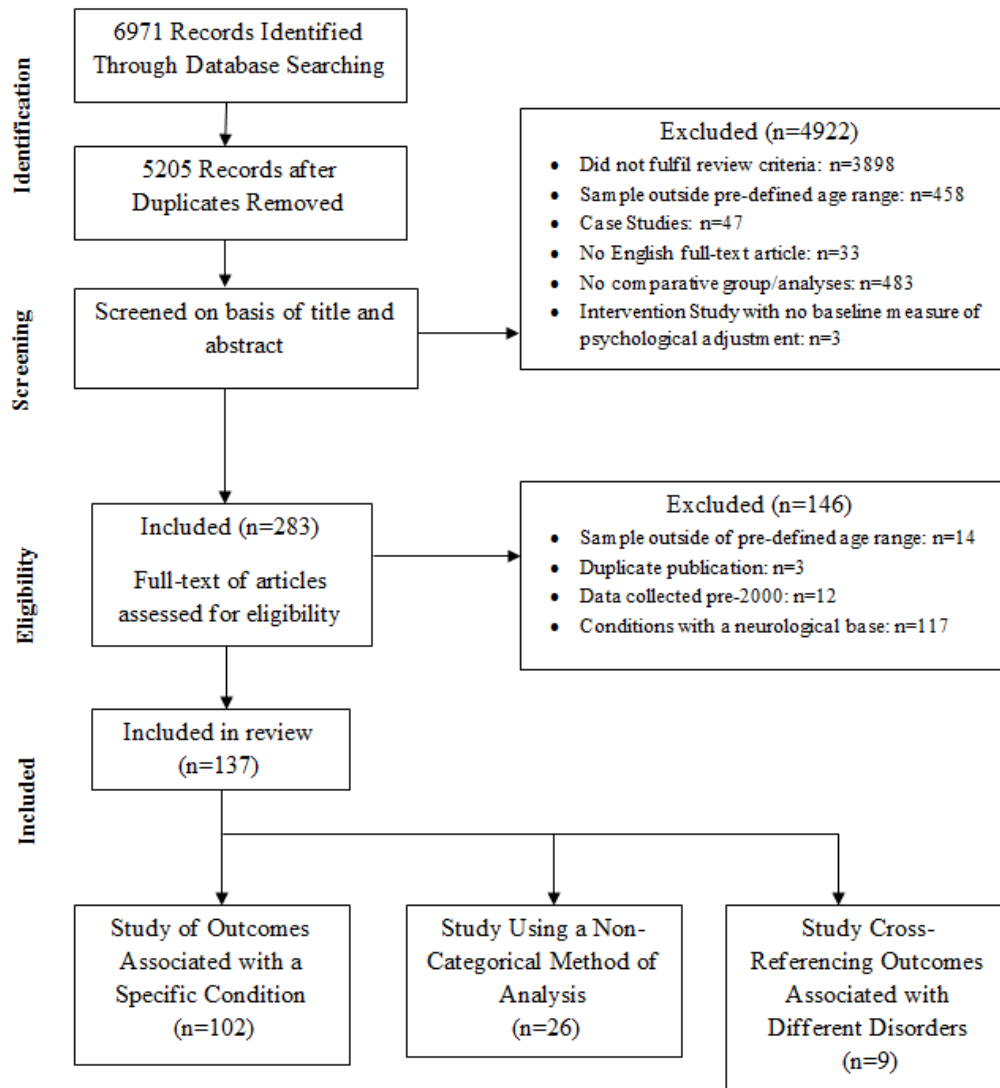 Identification
6971 Records Identified
Through Database Searching
5205 Records after
Duplicates Removed
Excluded (n=4922)
• Did not fulfil review criteria: n=3898
• Sample outside pre-defined age range: n=458
• Case Studies: n=47
• No English full-text article: n=33
• No comparative group/analyses: n=483
• Intervention Study with no baseline measure of
psychological adjustment: n=3
Screening
Screened on basis of title and
abstract
Eligibility
Included (n=283)
Full-text of articles
assessed for eligibility
Excluded (n=146)
• Sample outside of pre-defined age range: n=14
• Duplicate publication: n=3
• Data collected pre-2000: n=12
• Conditions with a neurological base: n=117
Included
Included in review
(n=137)
Study of Outcomes
Associated with a
Specific Condition
(n=102)
Study Using a Non-
Categorical Method of
Analysis
(n=26)
Study Cross-
Referencing Outcomes
Associated with
Different Disorders
(n=9)